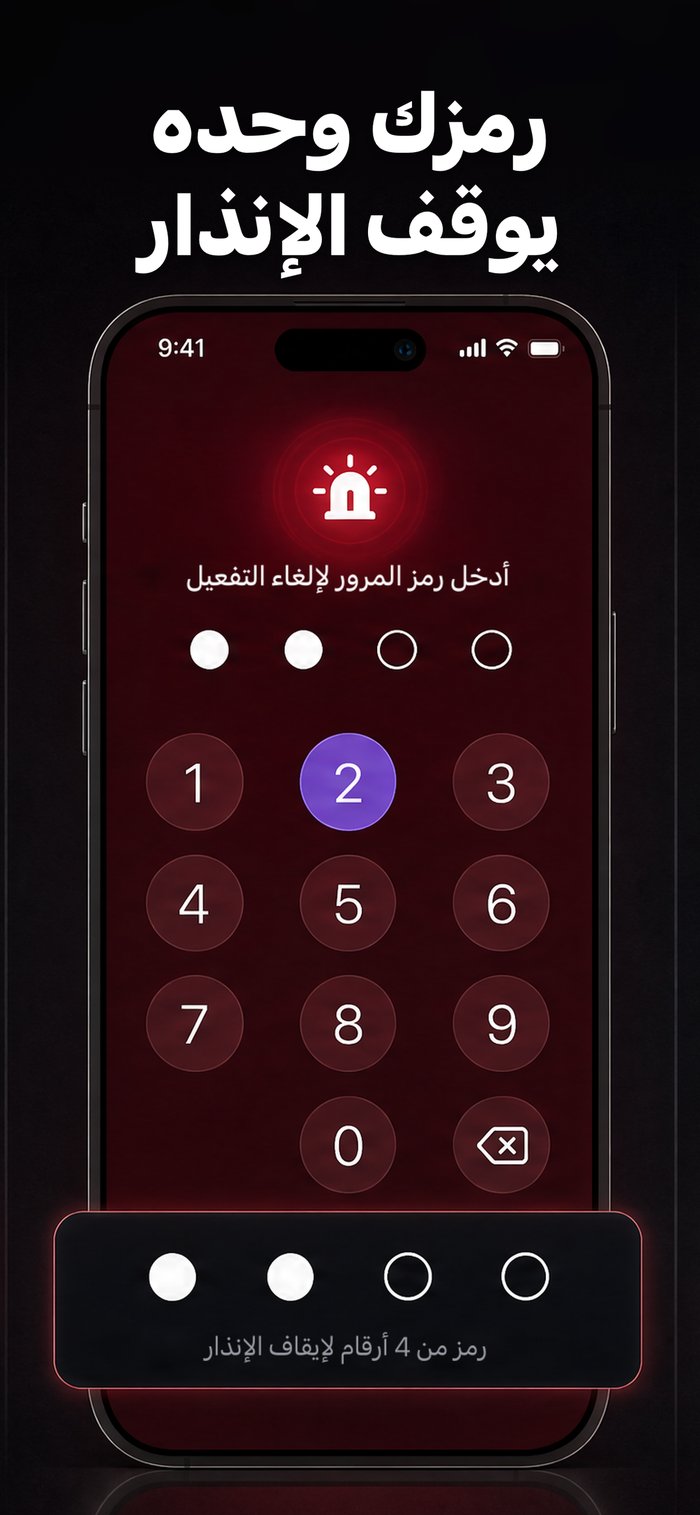 رمزك وحده
يوقف الإنذار
9:41
أدخل رمز المرور لإلغاء التفعيل
1 2 3
4 5 6
7 8 9
0
رمز من 4 أرقام لإيقاف الإنذار